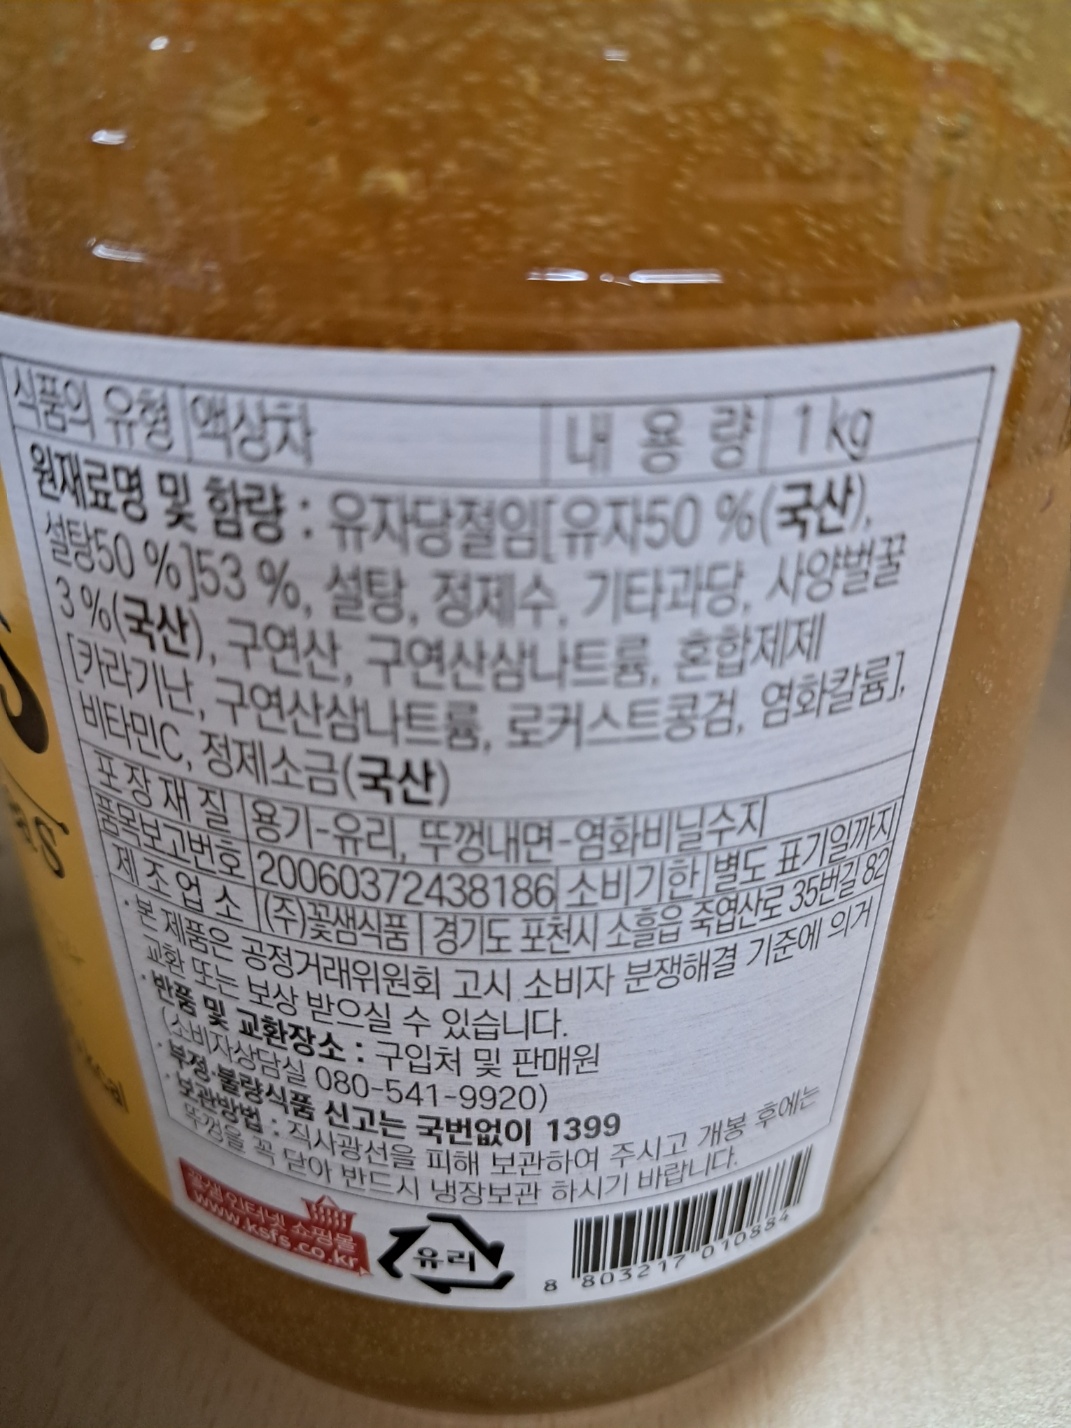 식품의 유형 액상차 내용량 1kg
원재료명 및 함량 : 유자당절임[유자50 %(국산),
설탕50 %]53 %, 설탕, 정제수, 기타과당, 사양벌꿀
3 %(국산), 구연산, 구연산삼나트륨, 혼합제제
[카라기난, 구연산삼나트륨, 로커스트콩검, 염화칼륨],
비타민C, 정제소금(국산)
포장재질 용기-유리, 뚜껑내면-염화비닐수지
품목보고번호 20060372438186 소비기한 별도 표기일까지
제조업소 (주)꽃샘식품 경기도 포천시 소흘읍 죽엽산로 35번길 82
· 본 제품은 공정거래위원회 고시 소비자 분쟁해결 기준에 의거
교환 또는 보상 받으실 수 있습니다.
· 반품 및 교환장소 : 구입처 및 판매원
(소비자상담실 080-541-9920)
· 부정·불량식품 신고는 국번없이 1399
· 보관방법 : 직사광선을 피해 보관하여 주시고 개봉 후에는
뚜껑을 꼭 닫아 반드시 냉장보관 하시기 바랍니다.
꽃샘 인터넷 쇼핑몰
www.ksfs.co.kr
유리
8 803217 010884